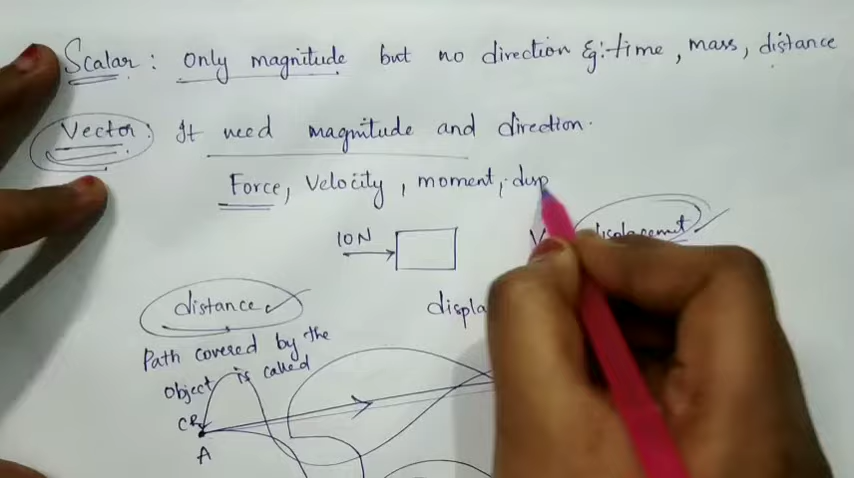 Scalar : Only magnitude but no direction Eg: time, mass, distance
Vector : It need magnitude and direction.
Force, Velocity, moment, disp
10N
displacement
distance
displa
Path covered by the
object is called
A